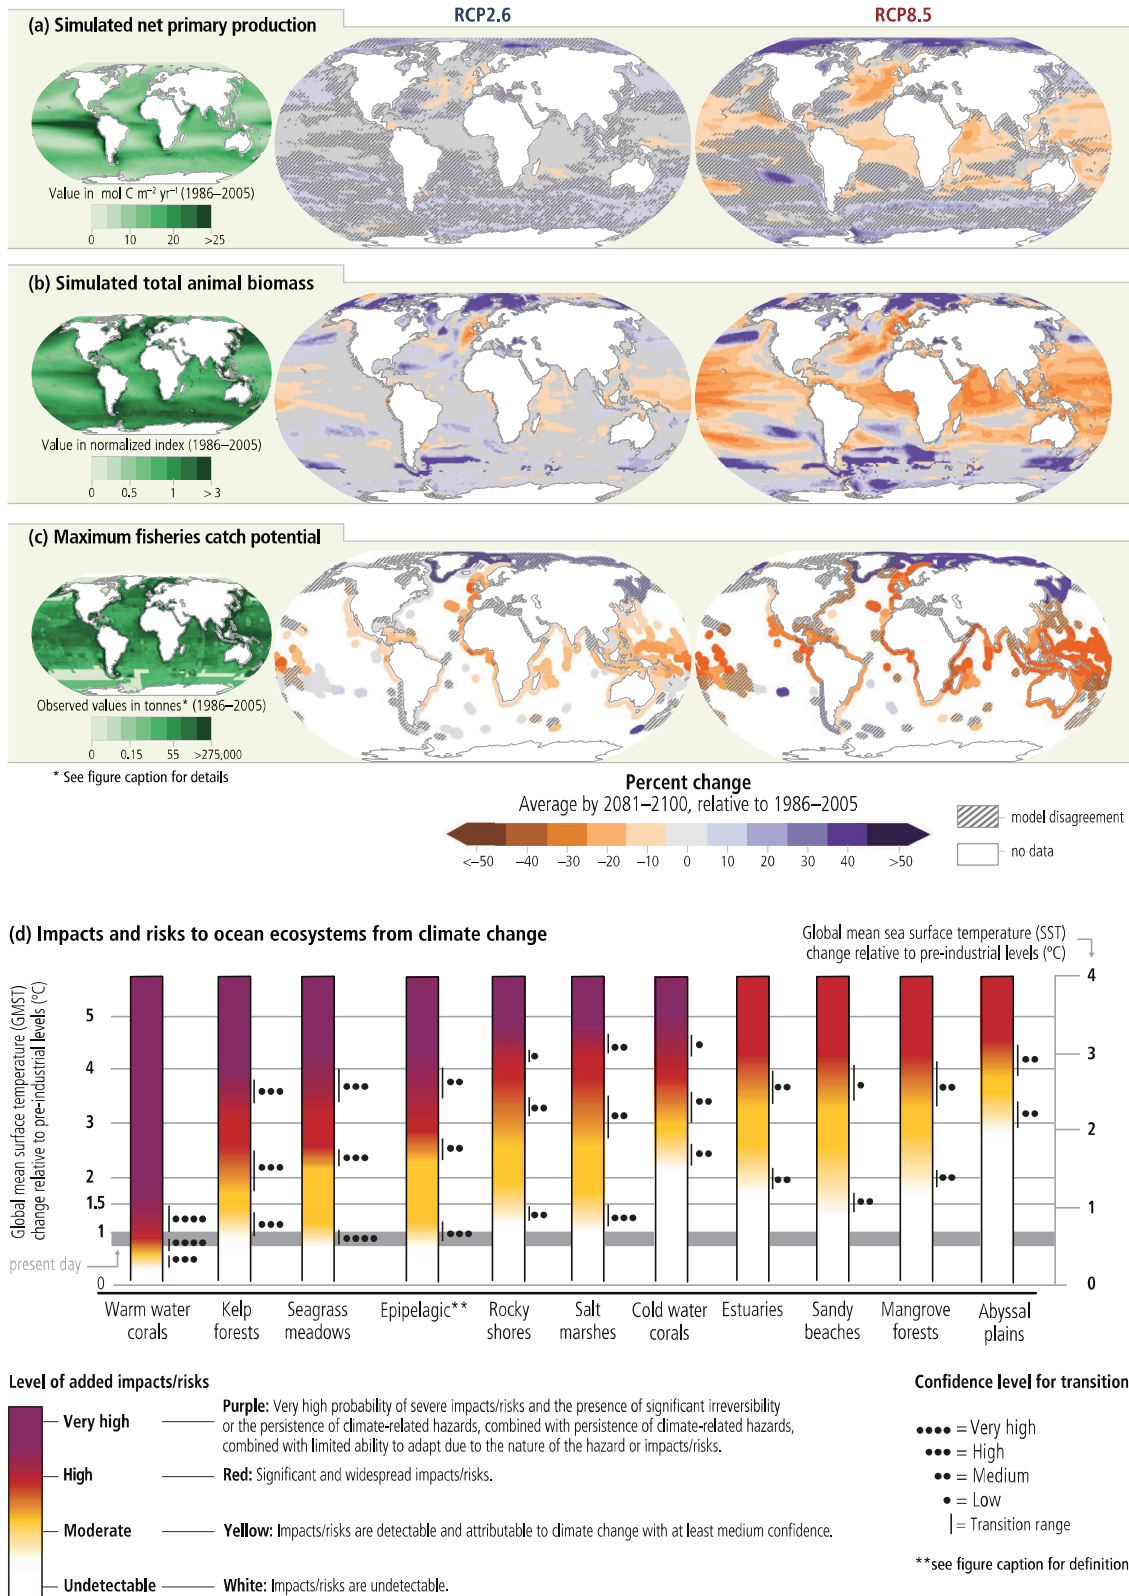 RCP2.6
RCP8.5
(a) Simulated net primary production
Value in mol C m⁻² yr⁻¹ (1986–2005)
0 10 20 >25
(b) Simulated total animal biomass
Value in normalized index (1986–2005)
0 0.5 1 >3
(c) Maximum fisheries catch potential
Observed values in tonnes* (1986–2005)
0 0.15 55 >275,000
* See figure caption for details
Percent change
Average by 2081–2100, relative to 1986–2005
<–50 –40 –30 –20 –10 0 10 20 30 40 >50
model disagreement
no data
(d) Impacts and risks to ocean ecosystems from climate change
Global mean sea surface temperature (SST)
change relative to pre-industrial levels (°C)
Global mean surface temperature (GMST)
change relative to pre-industrial levels (°C)
5
4
3
2
1.5
1
0
present day
4
3
2
1
0
Warm water
corals
Kelp
forests
Seagrass
meadows
Epipelagic**
Rocky
shores
Salt
marshes
Cold water
corals
Estuaries
Sandy
beaches
Mangrove
forests
Abyssal
plains
Level of added impacts/risks
Very high
Purple: Very high probability of severe impacts/risks and the presence of significant irreversibility
or the persistence of climate-related hazards, combined with persistence of climate-related hazards,
combined with limited ability to adapt due to the nature of the hazard or impacts/risks.
High
Red: Significant and widespread impacts/risks.
Moderate
Yellow: Impacts/risks are detectable and attributable to climate change with at least medium confidence.
Undetectable
White: Impacts/risks are undetectable.
Confidence level for transition
•••• = Very high
••• = High
•• = Medium
• = Low
| = Transition range
**see figure caption for definition